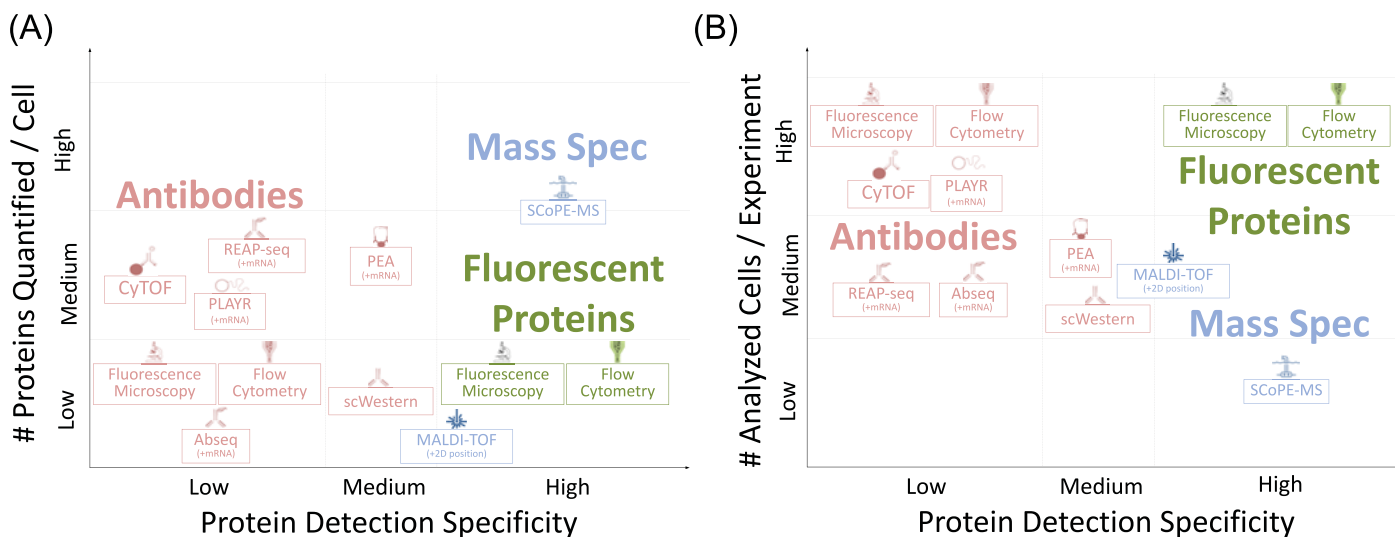 (A)
# Proteins Quantified / Cell
High
Medium
Low
Mass Spec
SCoPE-MS
Antibodies
REAP-seq
(+mRNA)
PEA
(+mRNA)
CyTOF
PLAYR
(+mRNA)
Fluorescent
Proteins
Fluorescence
Microscopy
Flow
Cytometry
scWestern
Fluorescence
Microscopy
Flow
Cytometry
Abseq
(+mRNA)
MALDI-TOF
(+2D position)
Low
Medium
High
Protein Detection Specificity
(B)
# Analyzed Cells / Experiment
High
Medium
Low
Fluorescence
Microscopy
Flow
Cytometry
Fluorescence
Microscopy
Flow
Cytometry
CyTOF
PLAYR
(+mRNA)
Fluorescent
Proteins
Antibodies
PEA
(+mRNA)
MALDI-TOF
(+2D position)
REAP-seq
(+mRNA)
Abseq
(+mRNA)
scWestern
Mass Spec
SCoPE-MS
Low
Medium
High
Protein Detection Specificity